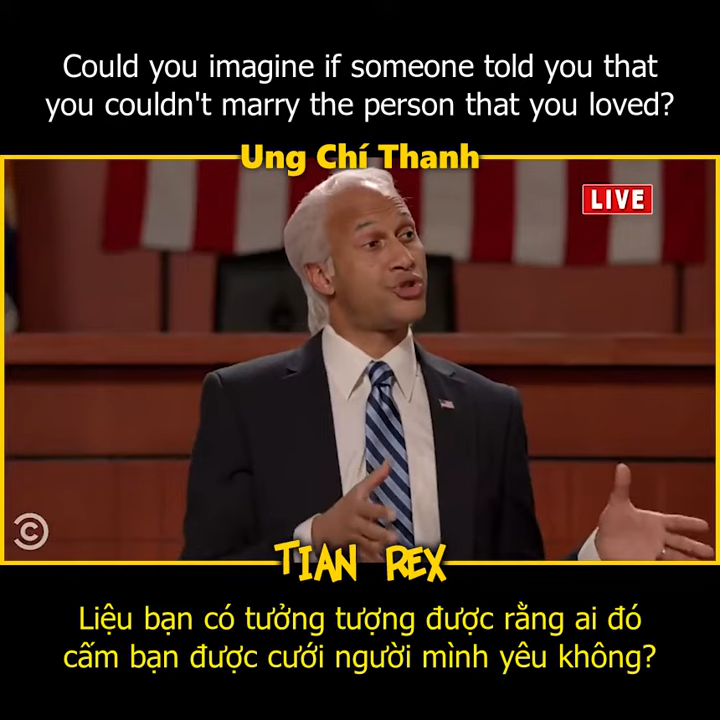 Could you imagine if someone told you that
you couldn't marry the person that you loved?
Ung Chí Thanh
LIVE
TIAN REX
Liệu bạn có tưởng tượng được rằng ai đó
cấm bạn được cưới người mình yêu không?